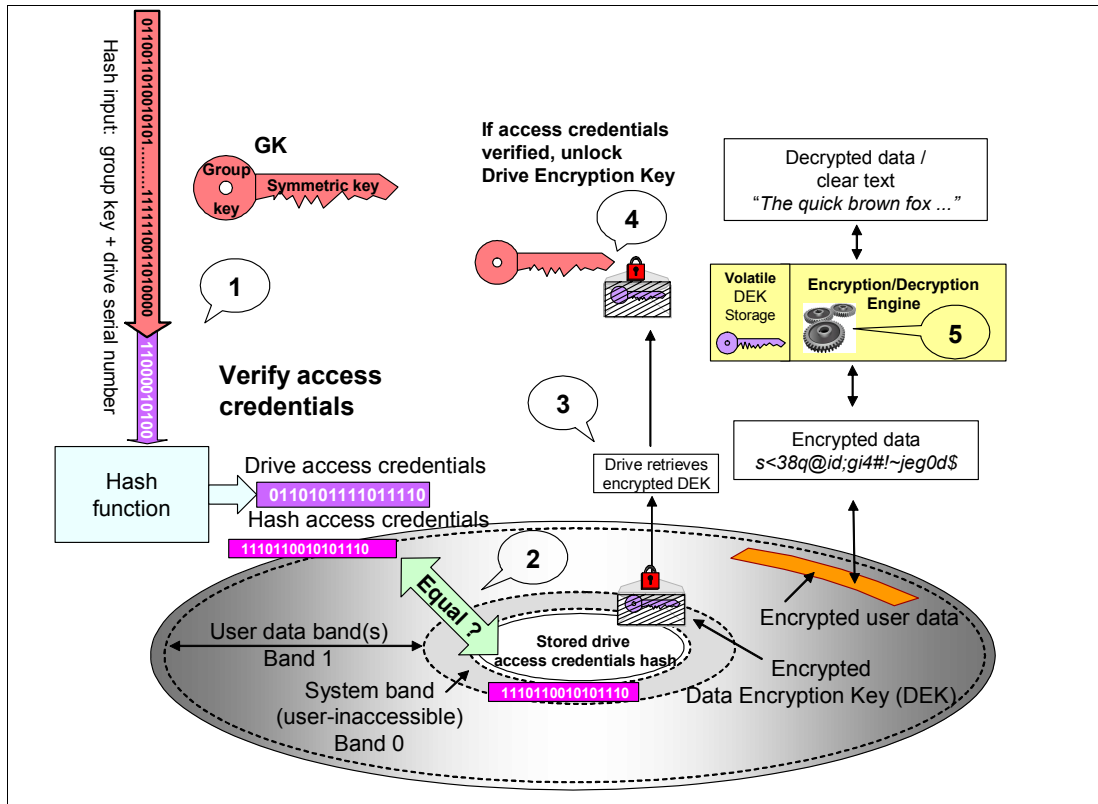 Hash input:  group key + drive serial number
0110011010010101.........1111110011010000
11000010100
GK
Group
key
Symmetric key
1
Verify access
credentials
Hash
function
Drive access credentials
0110101111011110
Hash access credentials
1110110010101110
2
Equal ?
User data band(s)
Band 1
System band
(user-inaccessible)
Band 0
Stored drive
access credentials hash
1110110010101110
If access credentials
verified, unlock
Drive Encryption Key
4
3
Drive retrieves
encrypted DEK
Encrypted
Data Encryption Key (DEK)
Decrypted data /
clear text
“The quick brown fox ...”
Volatile
DEK
Storage
Encryption/Decryption
Engine
5
Encrypted data
s<38q@id;gi4#!~jeg0d$
Encrypted user data